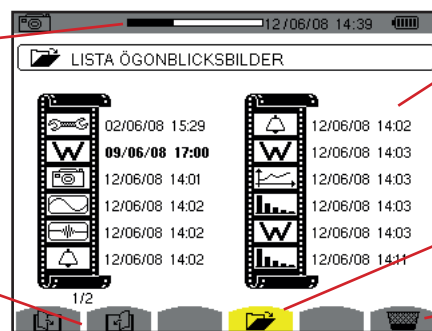 12/06/08 14:39
LISTA ÖGONBLICKSBILDER
02/06/08 15:29
W 09/06/08 17:00
12/06/08 14:01
12/06/08 14:02
12/06/08 14:02
12/06/08 14:02
12/06/08 14:02
W 12/06/08 14:03
12/06/08 14:03
12/06/08 14:03
W 12/06/08 14:03
12/06/08 14:11
1/2